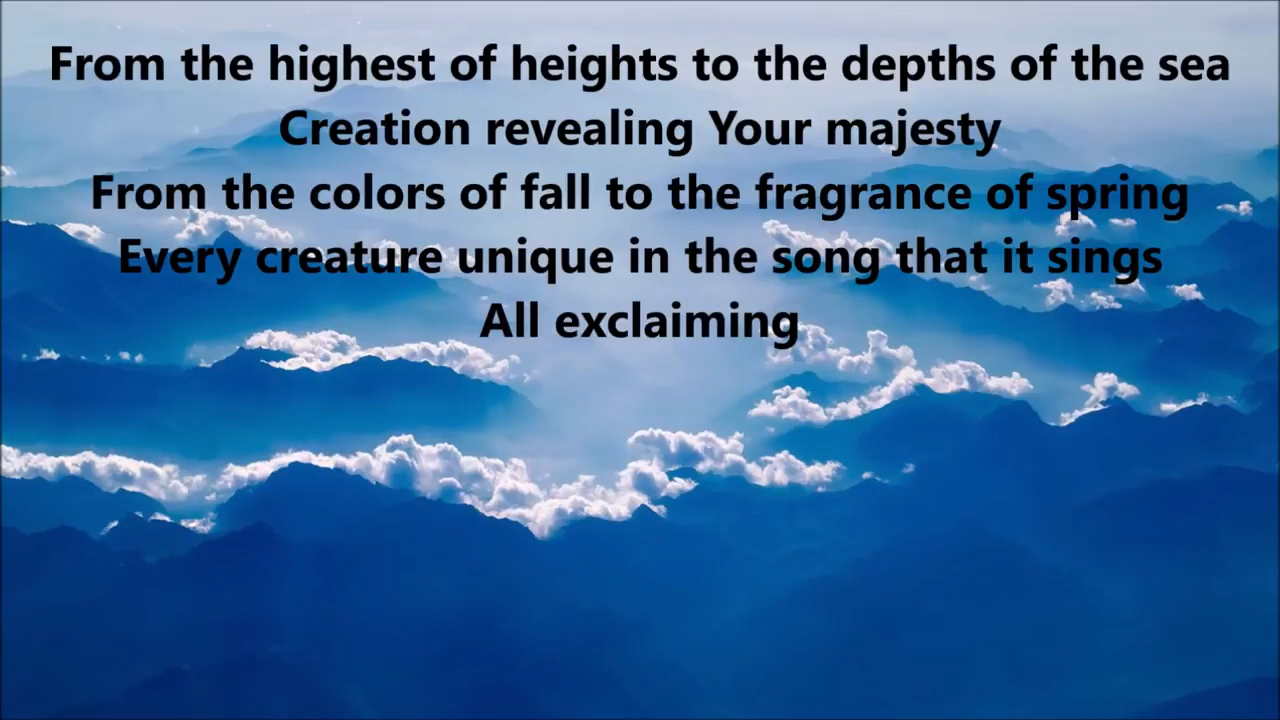 From the highest of heights to the depths of the sea
Creation revealing Your majesty
From the colors of fall to the fragrance of spring
Every creature unique in the song that it sings
All exclaiming